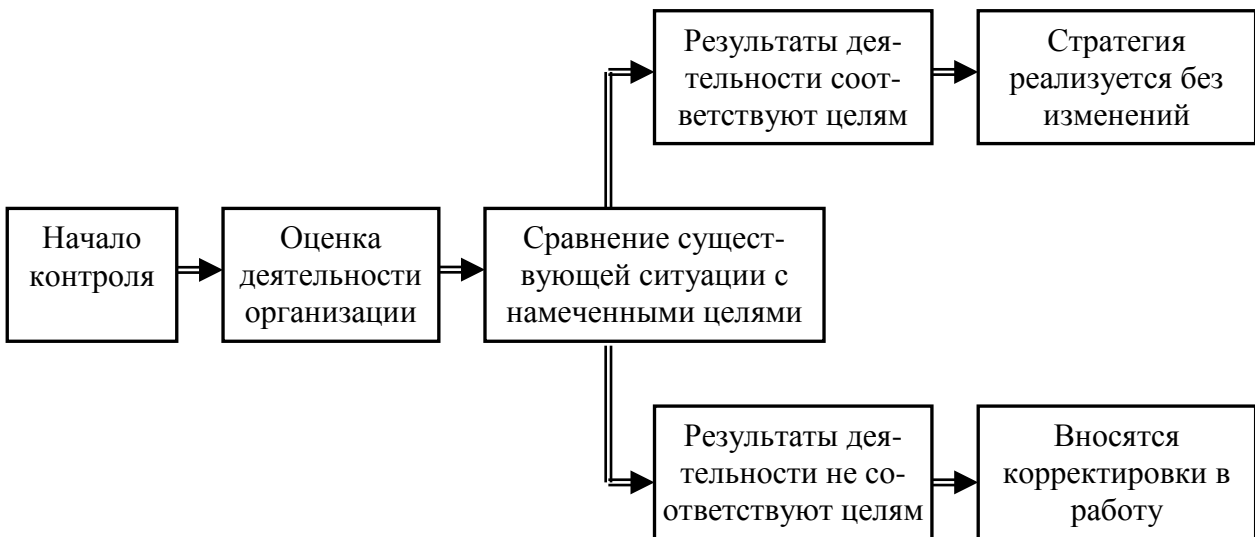 Результаты дея-
тельности соот-
ветствуют целям
Стратегия
реализуется без
изменений
Начало
контроля
Оценка
деятельности
организации
Сравнение сущест-
вующей ситуации с
намеченными целями
Результаты дея-
тельности не со-
ответствуют целям
Вносятся
корректировки в
работу